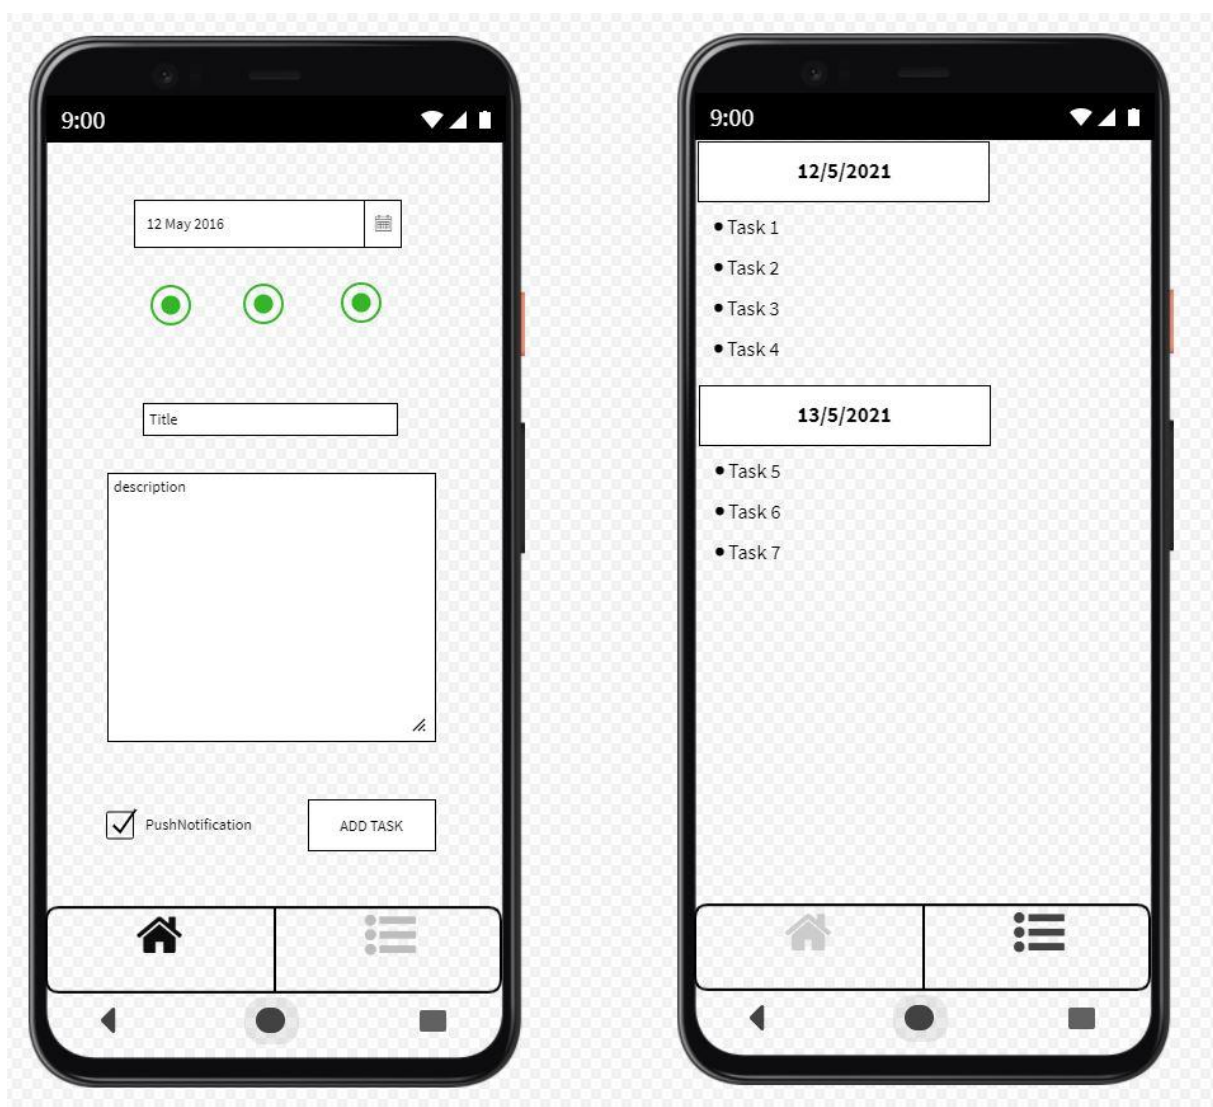 9:00
12 May 2016
Title
description
PushNotification
ADD TASK
9:00
12/5/2021
Task 1
Task 2
Task 3
Task 4
13/5/2021
Task 5
Task 6
Task 7